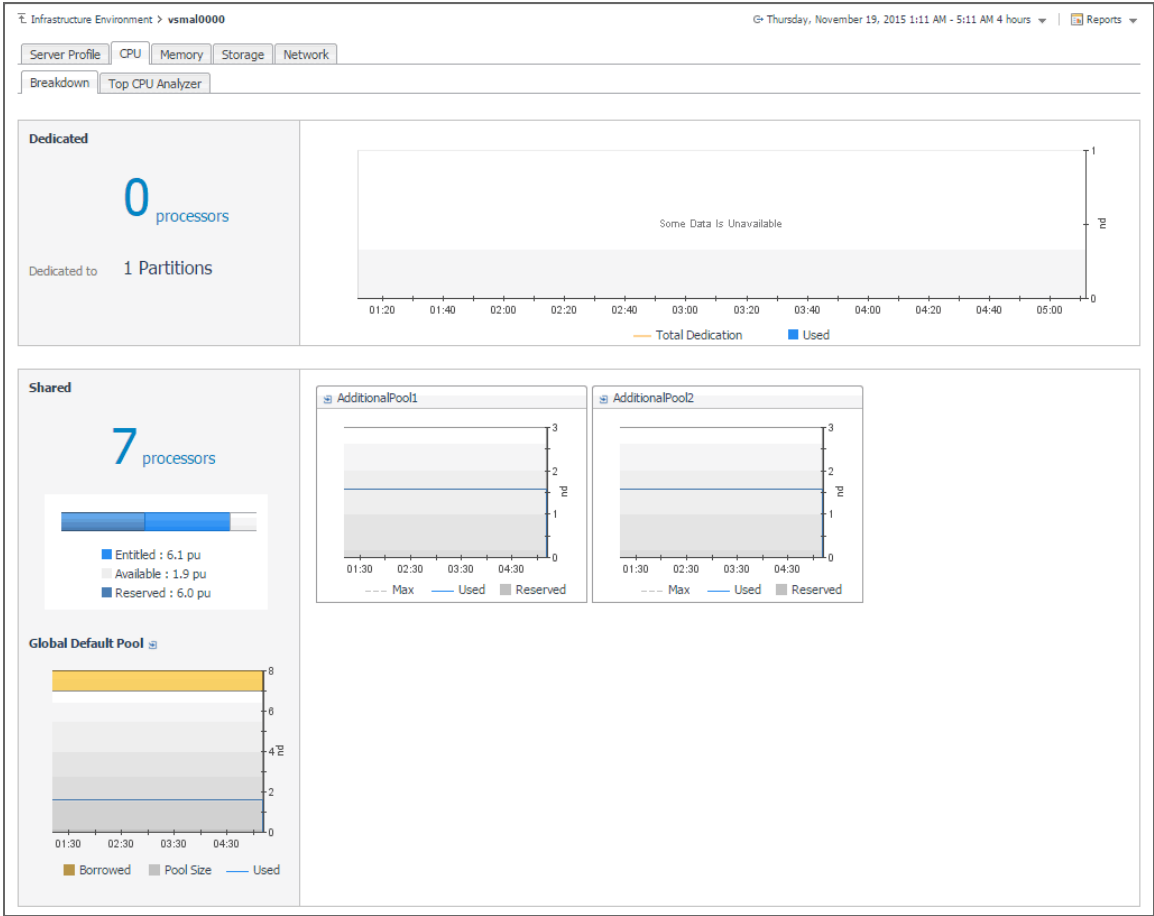 Infrastructure Environment > vsmal0000
Thursday, November 19, 2015 1:11 AM - 5:11 AM 4 hours
Reports
Server Profile CPU Memory Storage Network
Breakdown Top CPU Analyzer
Dedicated
0 processors
Dedicated to 1 Partitions
Some Data Is Unavailable
1
pu
0
01:20 01:40 02:00 02:20 02:40 03:00 03:20 03:40 04:00 04:20 04:40 05:00
Total Dedication Used
Shared
7 processors
Entitled : 6.1 pu
Available : 1.9 pu
Reserved : 6.0 pu
AdditionalPool1
3
2
pu
1
0
01:30 02:30 03:30 04:30
Max Used Reserved
AdditionalPool2
3
2
pu
1
0
01:30 02:30 03:30 04:30
Max Used Reserved
Global Default Pool
8
6
4
pu
2
0
01:30 02:30 03:30 04:30
Borrowed Pool Size Used